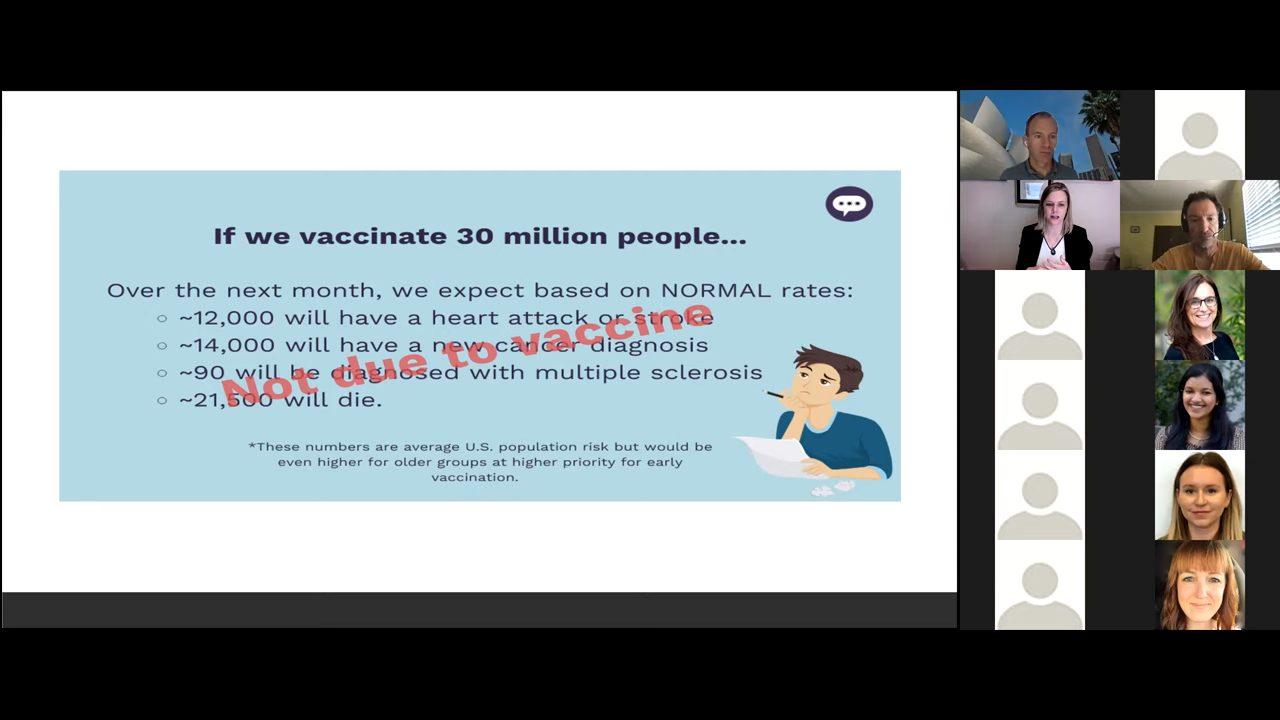 If we vaccinate 30 million people...
Over the next month, we expect based on NORMAL rates:
○ ~12,000 will have a heart attack or stroke
○ ~14,000 will have a new cancer diagnosis
○ ~90 will be diagnosed with multiple sclerosis
○ ~21,500 will die.
Not due to vaccine
*These numbers are average U.S. population risk but would be
even higher for older groups at higher priority for early
vaccination.